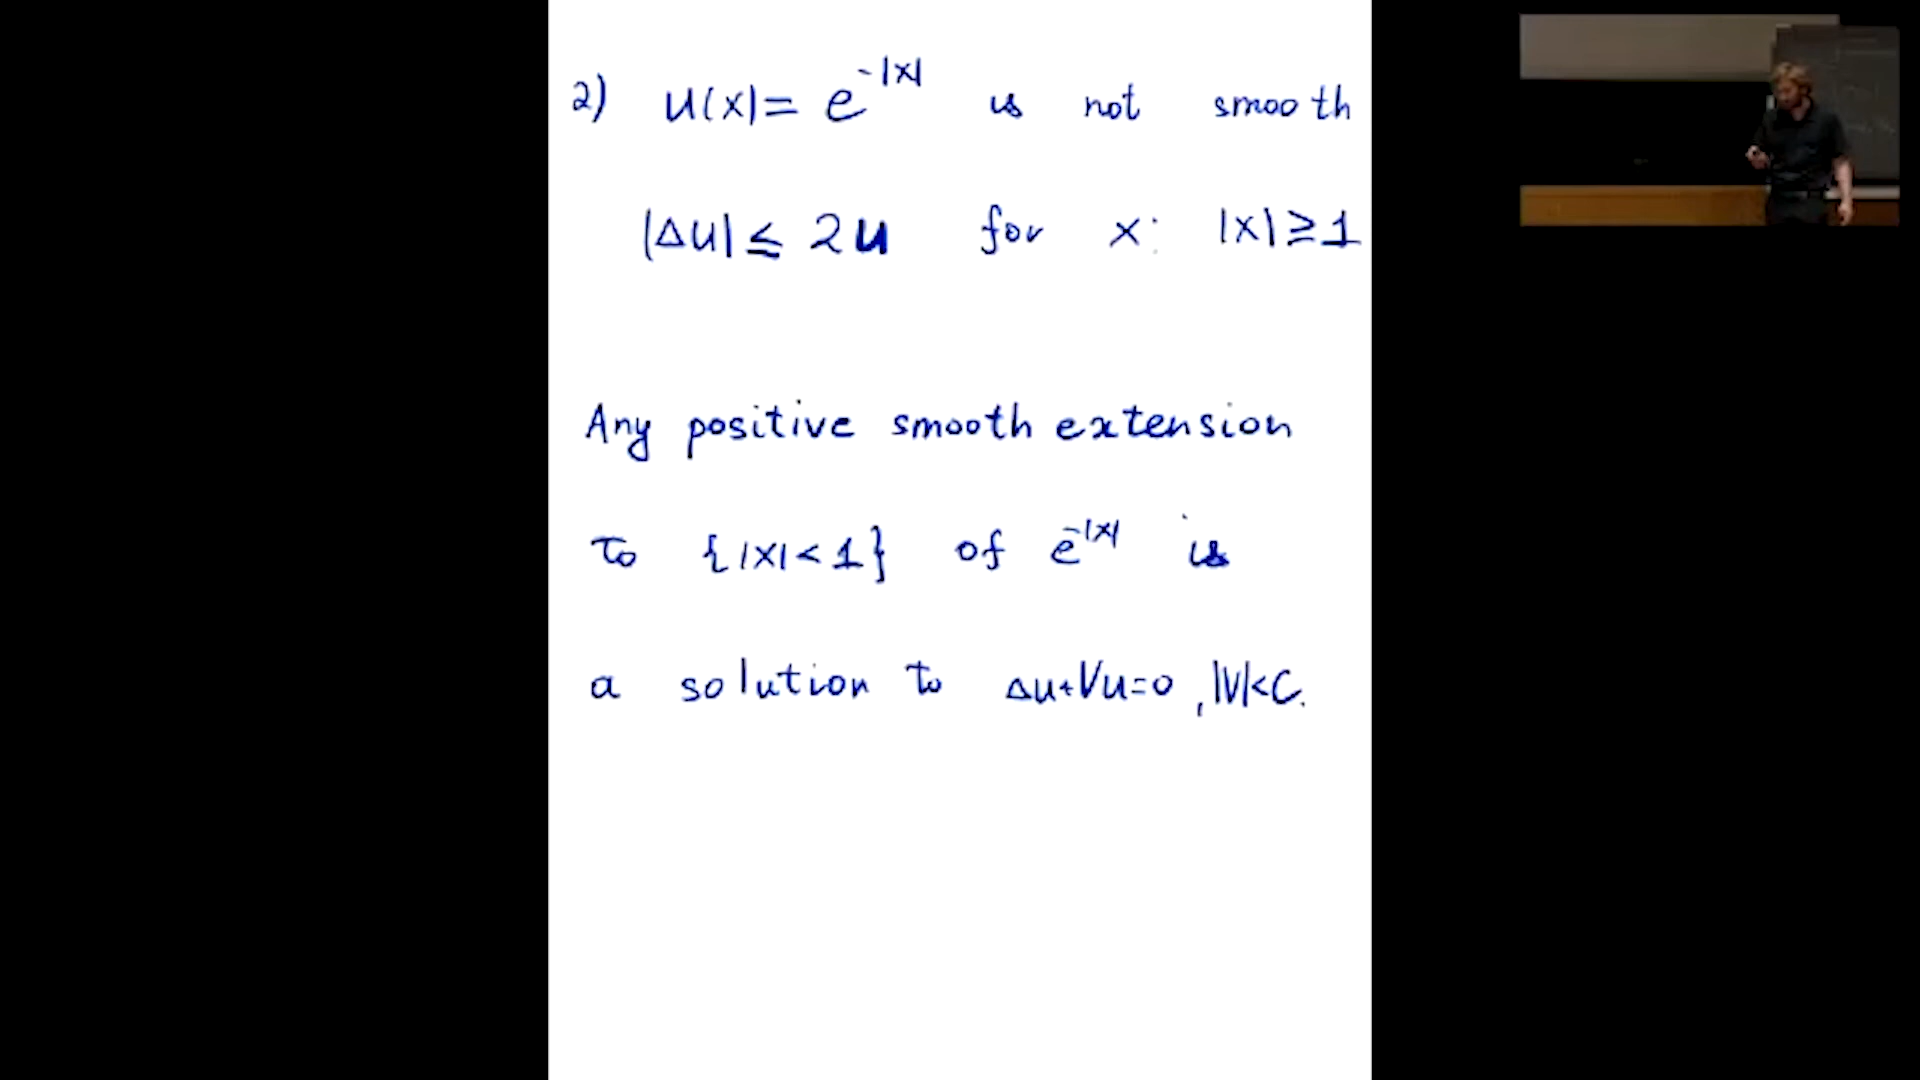 2) u(x)= e^{-|x|} is not smooth
|Δu| ≤ 2u for x: |x| ≥ 1
Any positive smooth extension
to {|x|<1} of e^{-|x|} is
a solution to Δu+Vu=0, |V|<C.